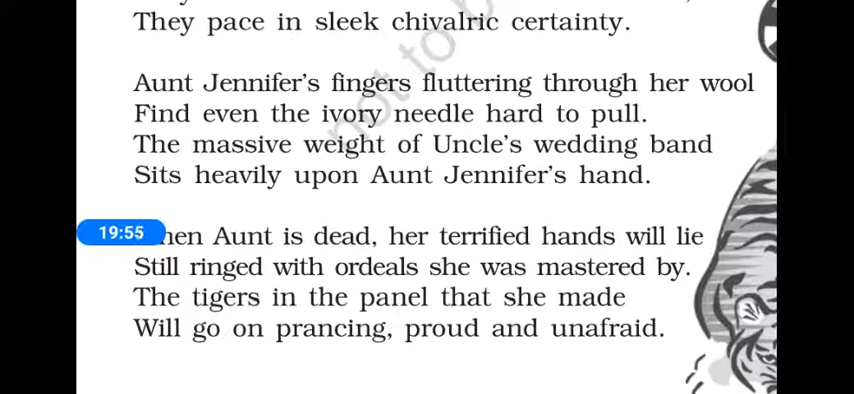 They pace in sleek chivalric certainty.
Aunt Jennifer's fingers fluttering through her wool
Find even the ivory needle hard to pull.
The massive weight of Uncle's wedding band
Sits heavily upon Aunt Jennifer's hand.
19:55 hen Aunt is dead, her terrified hands will lie
Still ringed with ordeals she was mastered by.
The tigers in the panel that she made
Will go on prancing, proud and unafraid.
not to b